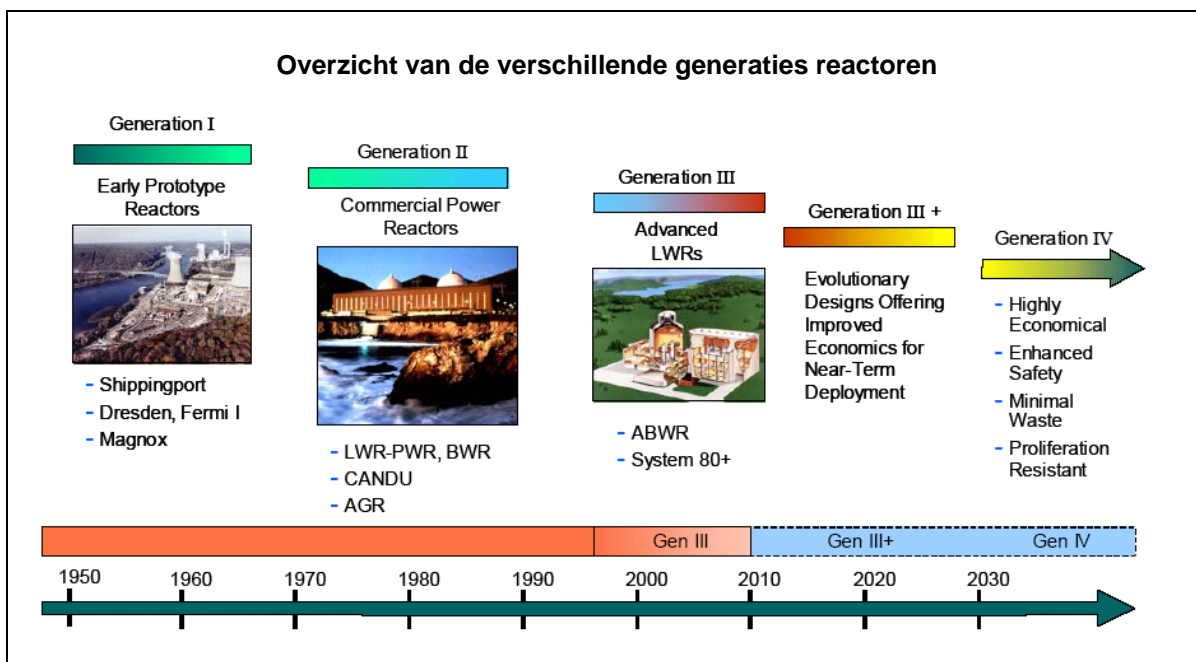 Overzicht van de verschillende generaties reactoren
Generation I
Early Prototype
Reactors
- Shippingport
- Dresden, Fermi I
- Magnox
Generation II
Commercial Power
Reactors
- LWR-PWR, BWR
- CANDU
- AGR
Generation III
Advanced
LWRs
- ABWR
- System 80+
Generation III +
Evolutionary
Designs Offering
Improved
Economics for
Near-Term
Deployment
Generation IV
- Highly
Economical
- Enhanced
Safety
- Minimal
Waste
- Proliferation
Resistant
Gen III
Gen III+
Gen IV
1950
1960
1970
1980
1990
2000
2010
2020
2030